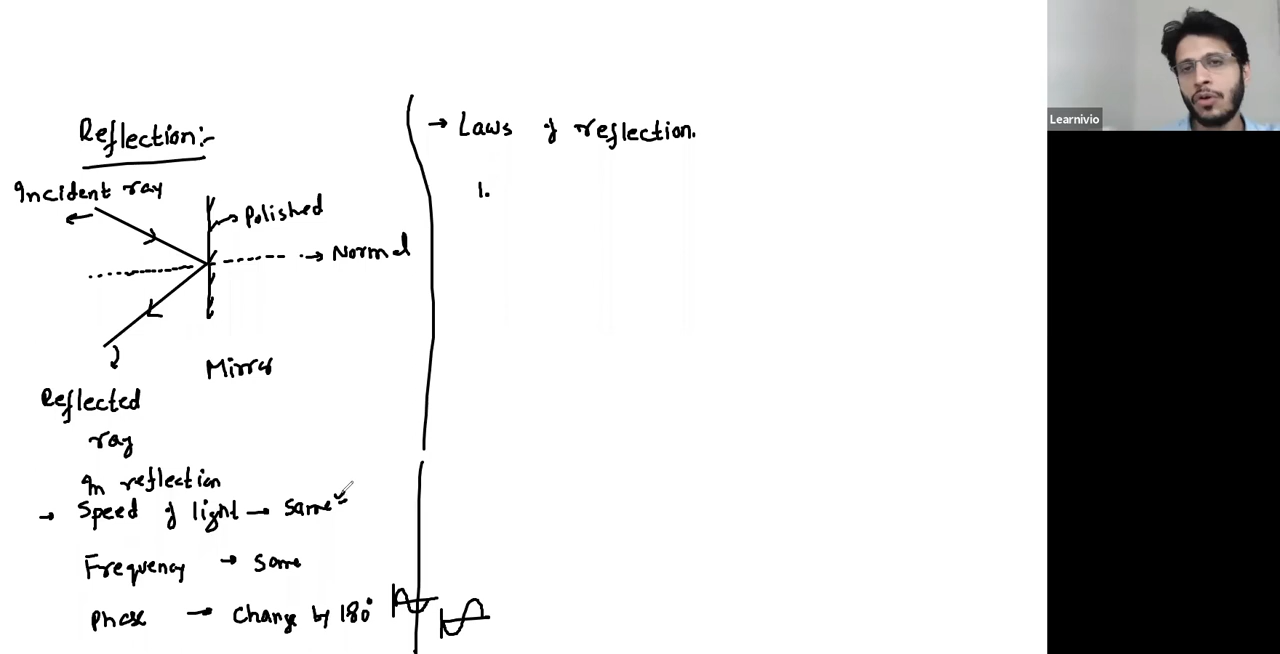 Reflection:-
Incident ray
Polished
Normal
Mirror
Reflected
ray
In reflection
→ Speed of light → same
Frequency → same
Phase → change by 180°
→ Laws of reflection.
1.
Learnivio